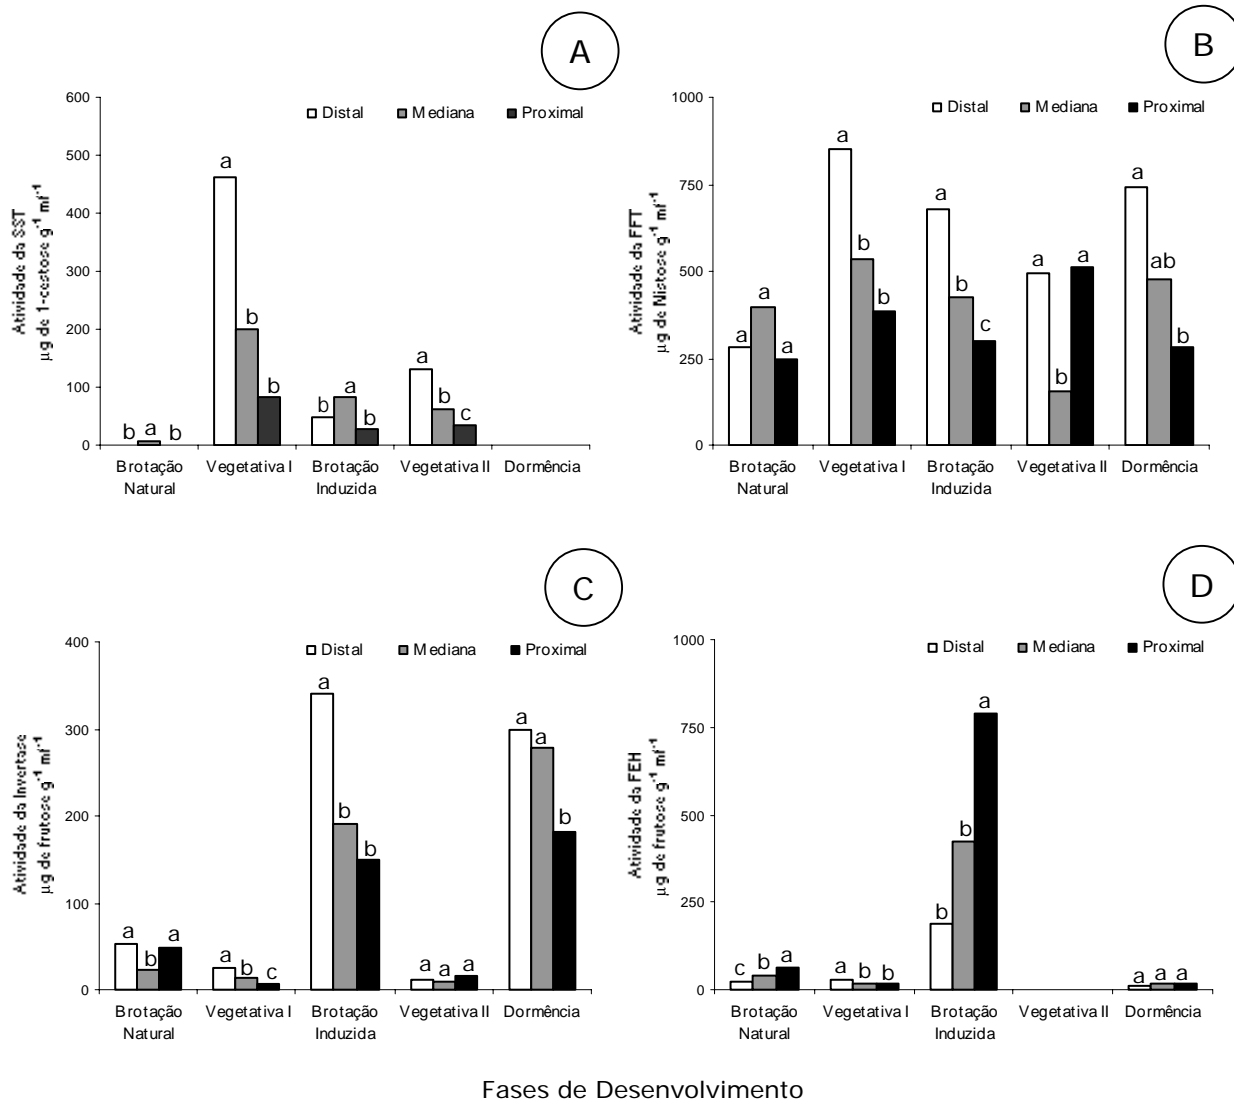 A
600
500
400
300
200
100
0
Distal Mediana Proximal
Atividade da SST
µg de 1-cestose g⁻¹ mf⁻¹
b a b
a b b
b a b
a b c
Brotação Natural
Vegetativa I
Brotação Induzida
Vegetativa II
Dormência
B
1000
750
500
250
0
Distal Mediana Proximal
Atividade da FFT
µg de Nistose g⁻¹ mf⁻¹
a a a
a b b
a b c
a b a
a ab b
Brotação Natural
Vegetativa I
Brotação Induzida
Vegetativa II
Dormência
C
400
300
200
100
0
Distal Mediana Proximal
Atividade da Invertase
µg de frutose g⁻¹ mf⁻¹
a b a
a b c
a b b
a a a
a a b
Brotação Natural
Vegetativa I
Brotação Induzida
Vegetativa II
Dormência
D
1000
750
500
250
0
Distal Mediana Proximal
Atividade da FEH
µg de frutose g⁻¹ mf⁻¹
c b a
a b b
b b a
a a a
Brotação Natural
Vegetativa I
Brotação Induzida
Vegetativa II
Dormência
Fases de Desenvolvimento